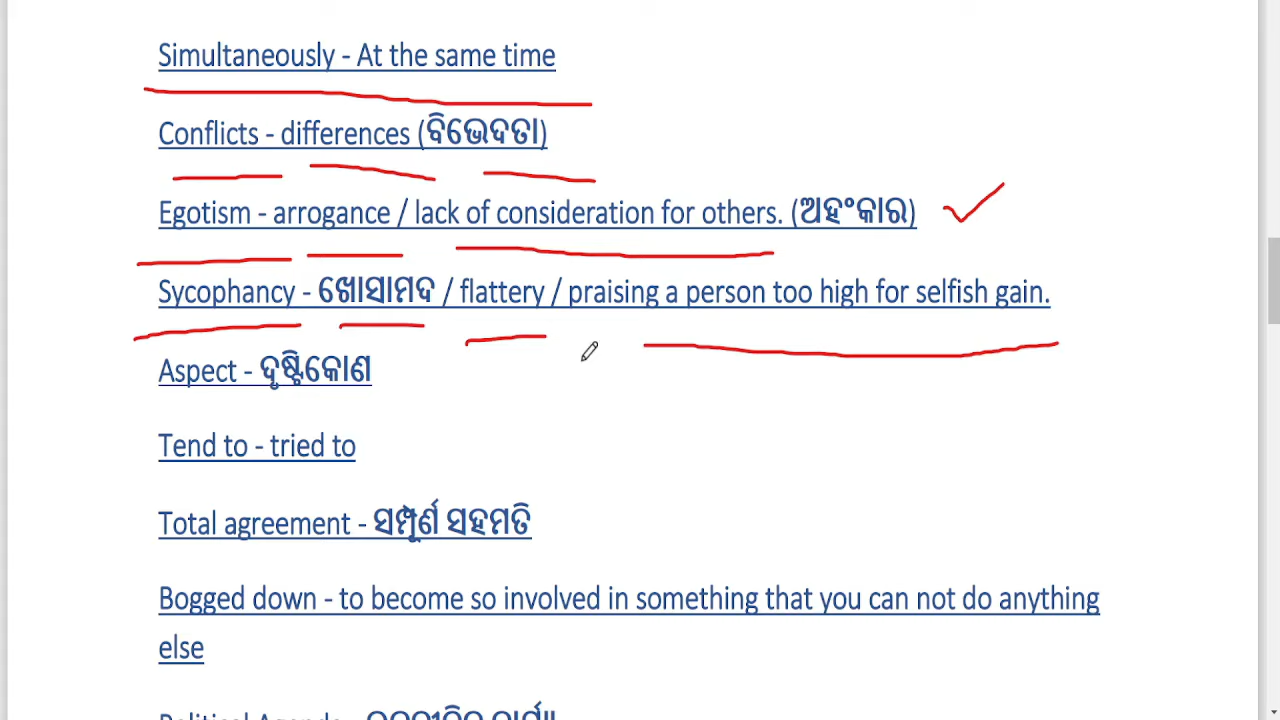 Simultaneously - At the same time
Conflicts - differences (ବିଭେଦତା)
Egotism - arrogance / lack of consideration for others. (ଅହଂକାର)
Sycophancy - ଖୋସାମଦ / flattery / praising a person too high for selfish gain.
Aspect - ଦୃଷ୍ଟିକୋଣ
Tend to - tried to
Total agreement - ସମ୍ପୂର୍ଣ ସହମତି
Bogged down - to become so involved in something that you can not do anything
else
Political Agenda -